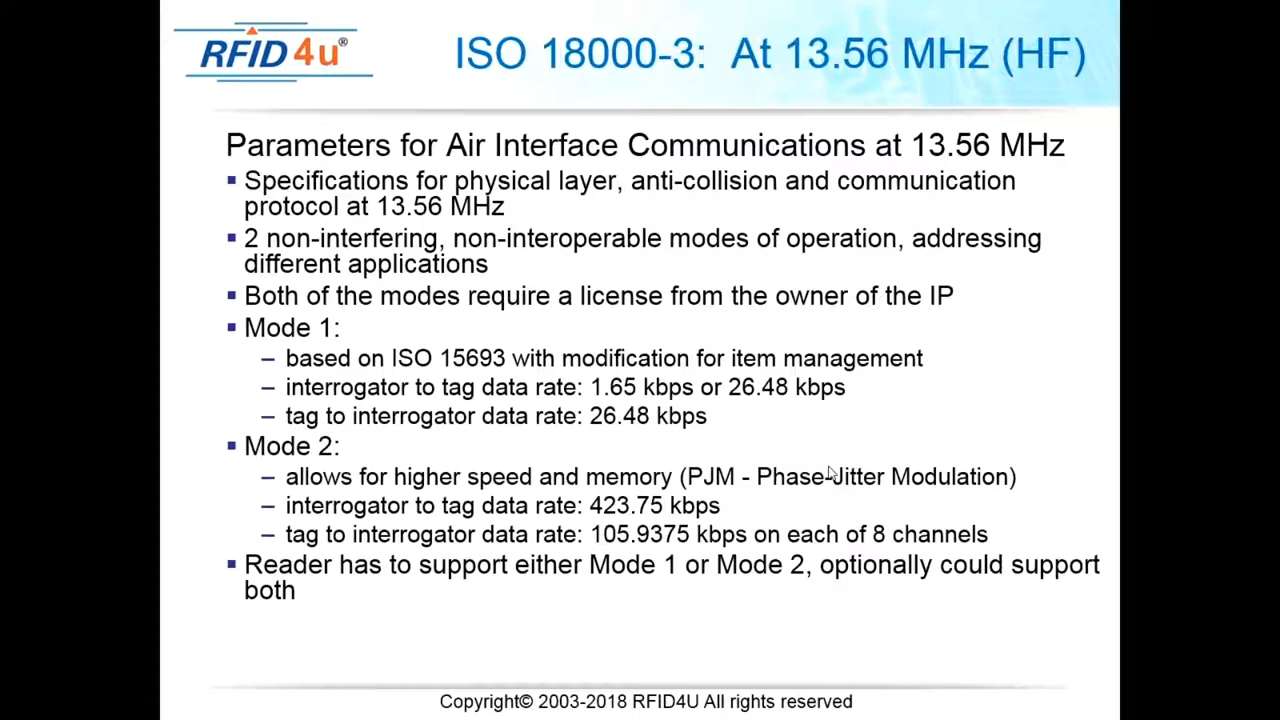 RFID 4u®
ISO 18000-3: At 13.56 MHz (HF)
Parameters for Air Interface Communications at 13.56 MHz
▪ Specifications for physical layer, anti-collision and communication
protocol at 13.56 MHz
▪ 2 non-interfering, non-interoperable modes of operation, addressing
different applications
▪ Both of the modes require a license from the owner of the IP
▪ Mode 1:
– based on ISO 15693 with modification for item management
– interrogator to tag data rate: 1.65 kbps or 26.48 kbps
– tag to interrogator data rate: 26.48 kbps
▪ Mode 2:
– allows for higher speed and memory (PJM - Phase-Jitter Modulation)
– interrogator to tag data rate: 423.75 kbps
– tag to interrogator data rate: 105.9375 kbps on each of 8 channels
▪ Reader has to support either Mode 1 or Mode 2, optionally could support
both
Copyright© 2003-2018 RFID4U All rights reserved